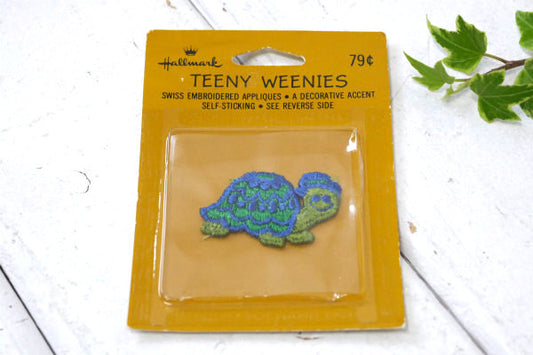 Hallmark 79¢
TEENY WEENIES
SWISS EMBROIDERED APPLIQUES • A DECORATIVE ACCENT
SELF-STICKING • SEE REVERSE SIDE